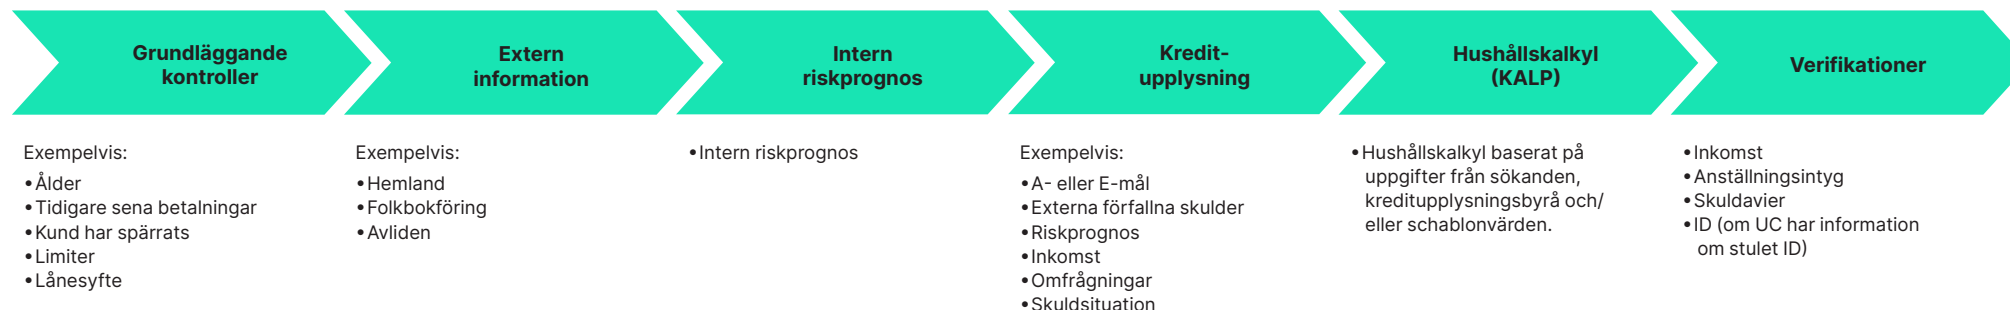 Grundläggande
kontroller
Extern
information
Intern
riskprognos
Kredit-
upplysning
Hushållskalkyl
(KALP)
Verifikationer
Exempelvis:
•Ålder
•Tidigare sena betalningar
•Kund har spärrats
•Limiter
•Lånesyfte
Exempelvis:
•Hemland
•Folkbokföring
•Avliden
•Intern riskprognos
Exempelvis:
•A- eller E-mål
•Externa förfallna skulder
•Riskprognos
•Inkomst
•Omfrågningar
•Skuldsituation
•Hushållskalkyl baserat på
uppgifter från sökanden,
kreditupplysningsbyrå och/
eller schablonvärden.
•Inkomst
•Anställningsintyg
•Skuldavier
•ID (om UC har information
om stulet ID)